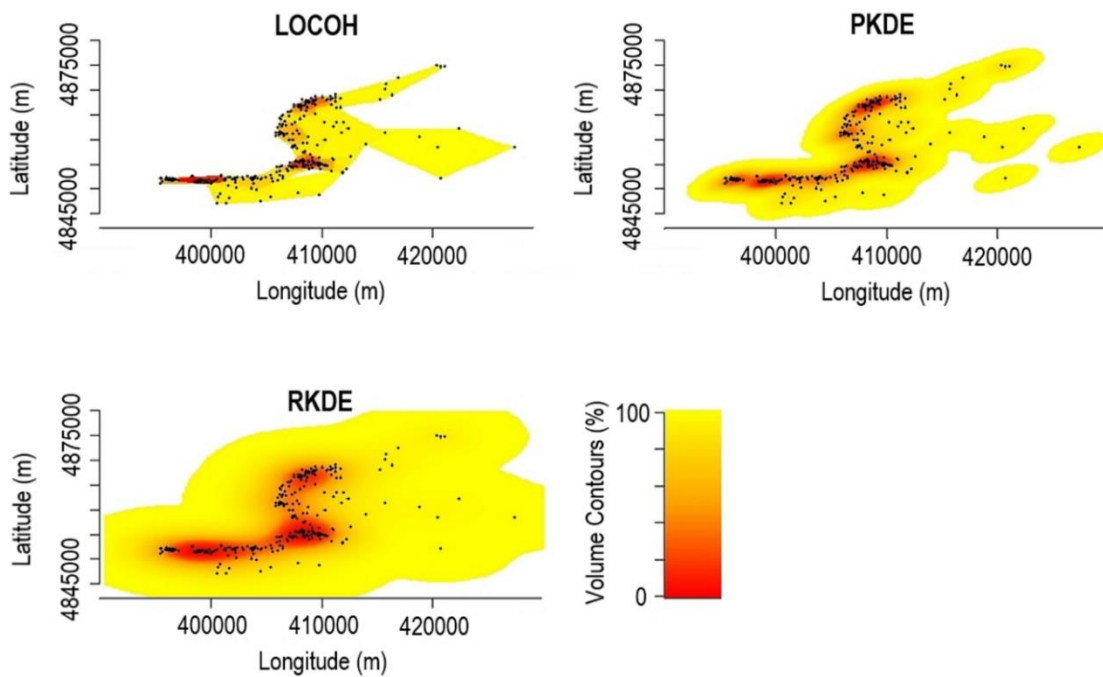 LOCOH
Latitude (m)
4875000
4845000
400000 410000 420000
Longitude (m)
PKDE
Latitude (m)
4875000
4845000
400000 410000 420000
Longitude (m)
RKDE
Latitude (m)
4875000
4845000
400000 410000 420000
Longitude (m)
Volume Contours (%)
100
0